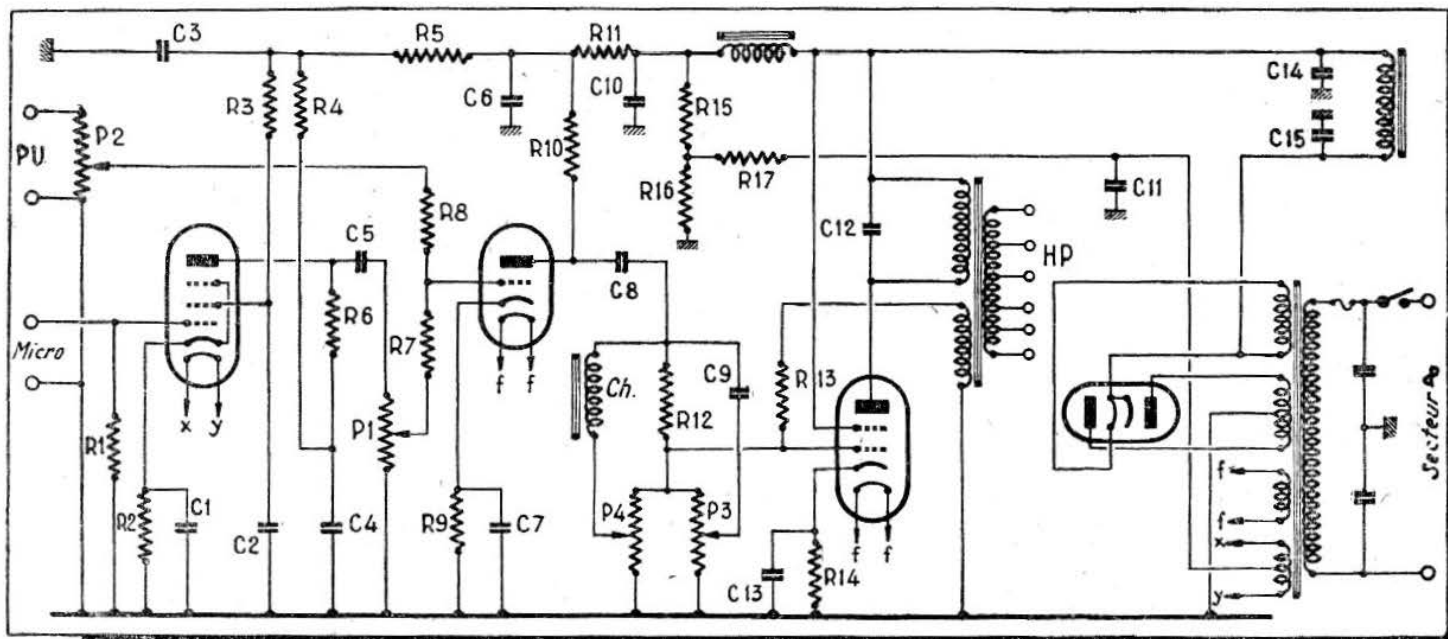 C3
R5
R11
C14
R3
R4
C6
C10
R15
P2
C15
PU
R10
R17
R16
C11
R8
C5
C12
C8
HP
R6
R7
Micro
f f
C9
Ch.
R13
x y
R12
R1
P1
Secteur
f
P4
P3
f
R2
C1
R9
C7
x
C2
C4
f f
C13
R14
y